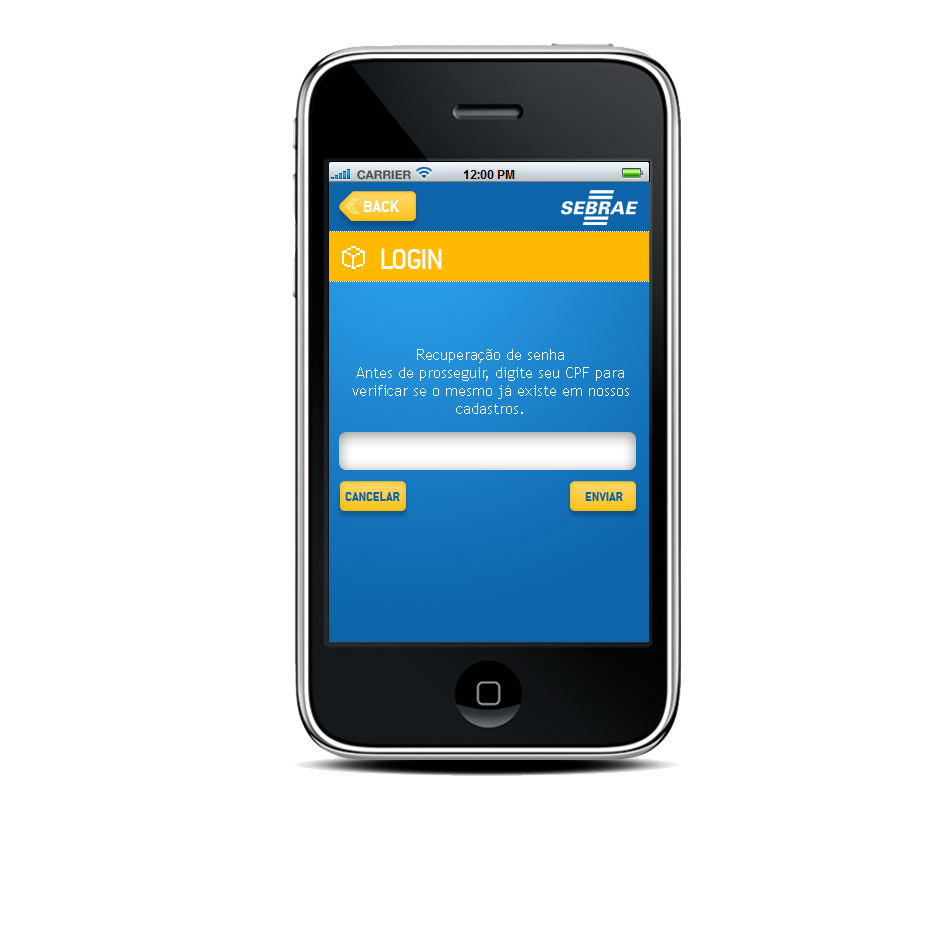 CARRIER 12:00 PM
BACK SEBRAE
LOGIN
Recuperação de senha
Antes de prosseguir, digite seu CPF para
verificar se o mesmo já existe em nossos
cadastros.
CANCELAR ENVIAR